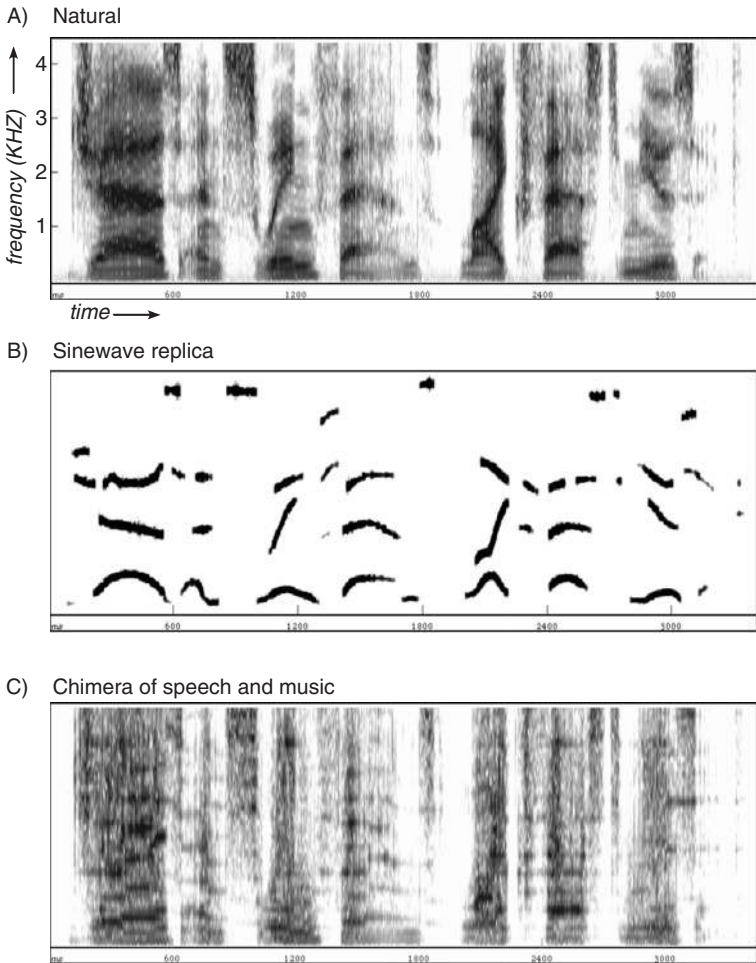 A) Natural
4
3
2
1
frequency (KHZ)
600 1200 1800 2400 3000
time
B) Sinewave replica
600 1200 1800 2400 3000
C) Chimera of speech and music
600 1200 1800 2400 3000